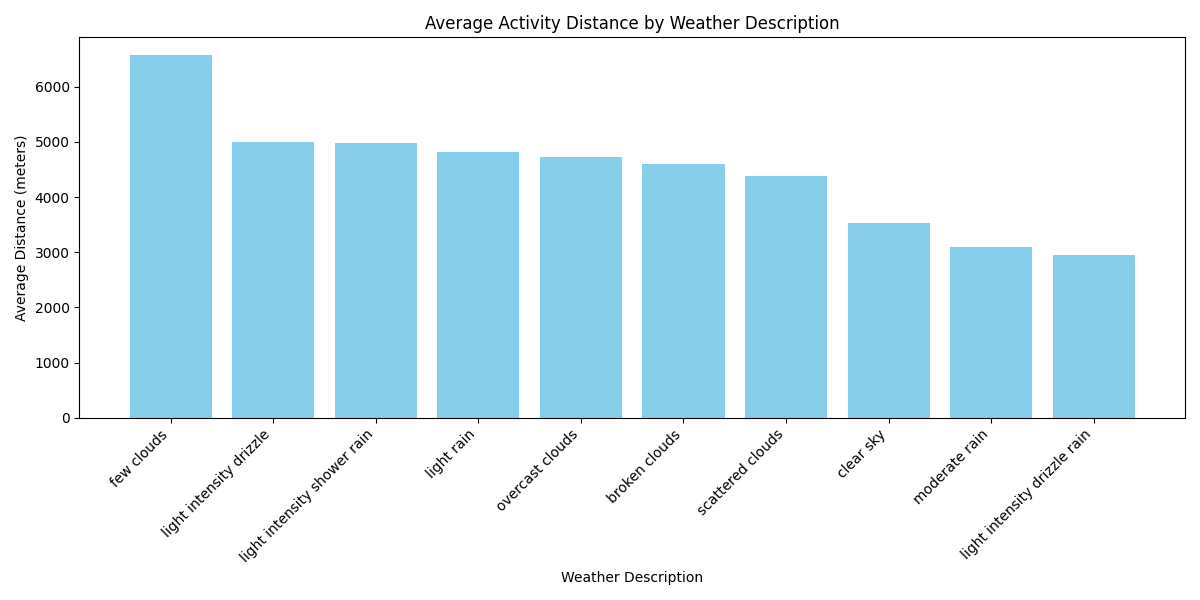 Average Activity Distance by Weather Description
Average Distance (meters)
6000
5000
4000
3000
2000
1000
0
few clouds
light intensity drizzle
light intensity shower rain
light rain
overcast clouds
broken clouds
scattered clouds
clear sky
moderate rain
light intensity drizzle rain
Weather Description